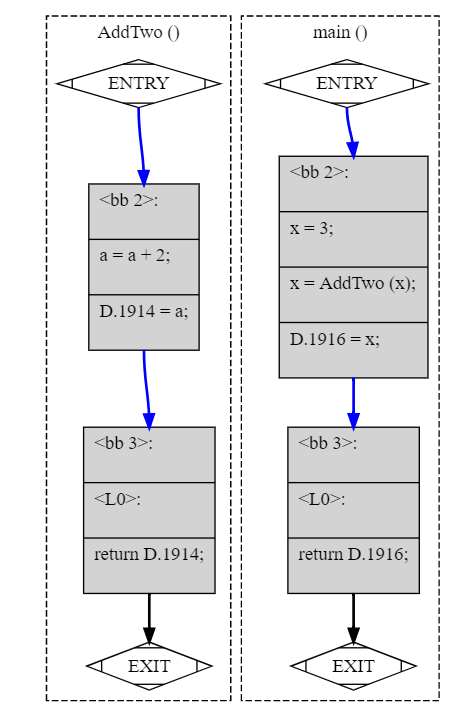 AddTwo ()
ENTRY
<bb 2>:
a = a + 2;
D.1914 = a;
<bb 3>:
<L0>:
return D.1914;
EXIT
main ()
ENTRY
<bb 2>:
x = 3;
x = AddTwo (x);
D.1916 = x;
<bb 3>:
<L0>:
return D.1916;
EXIT